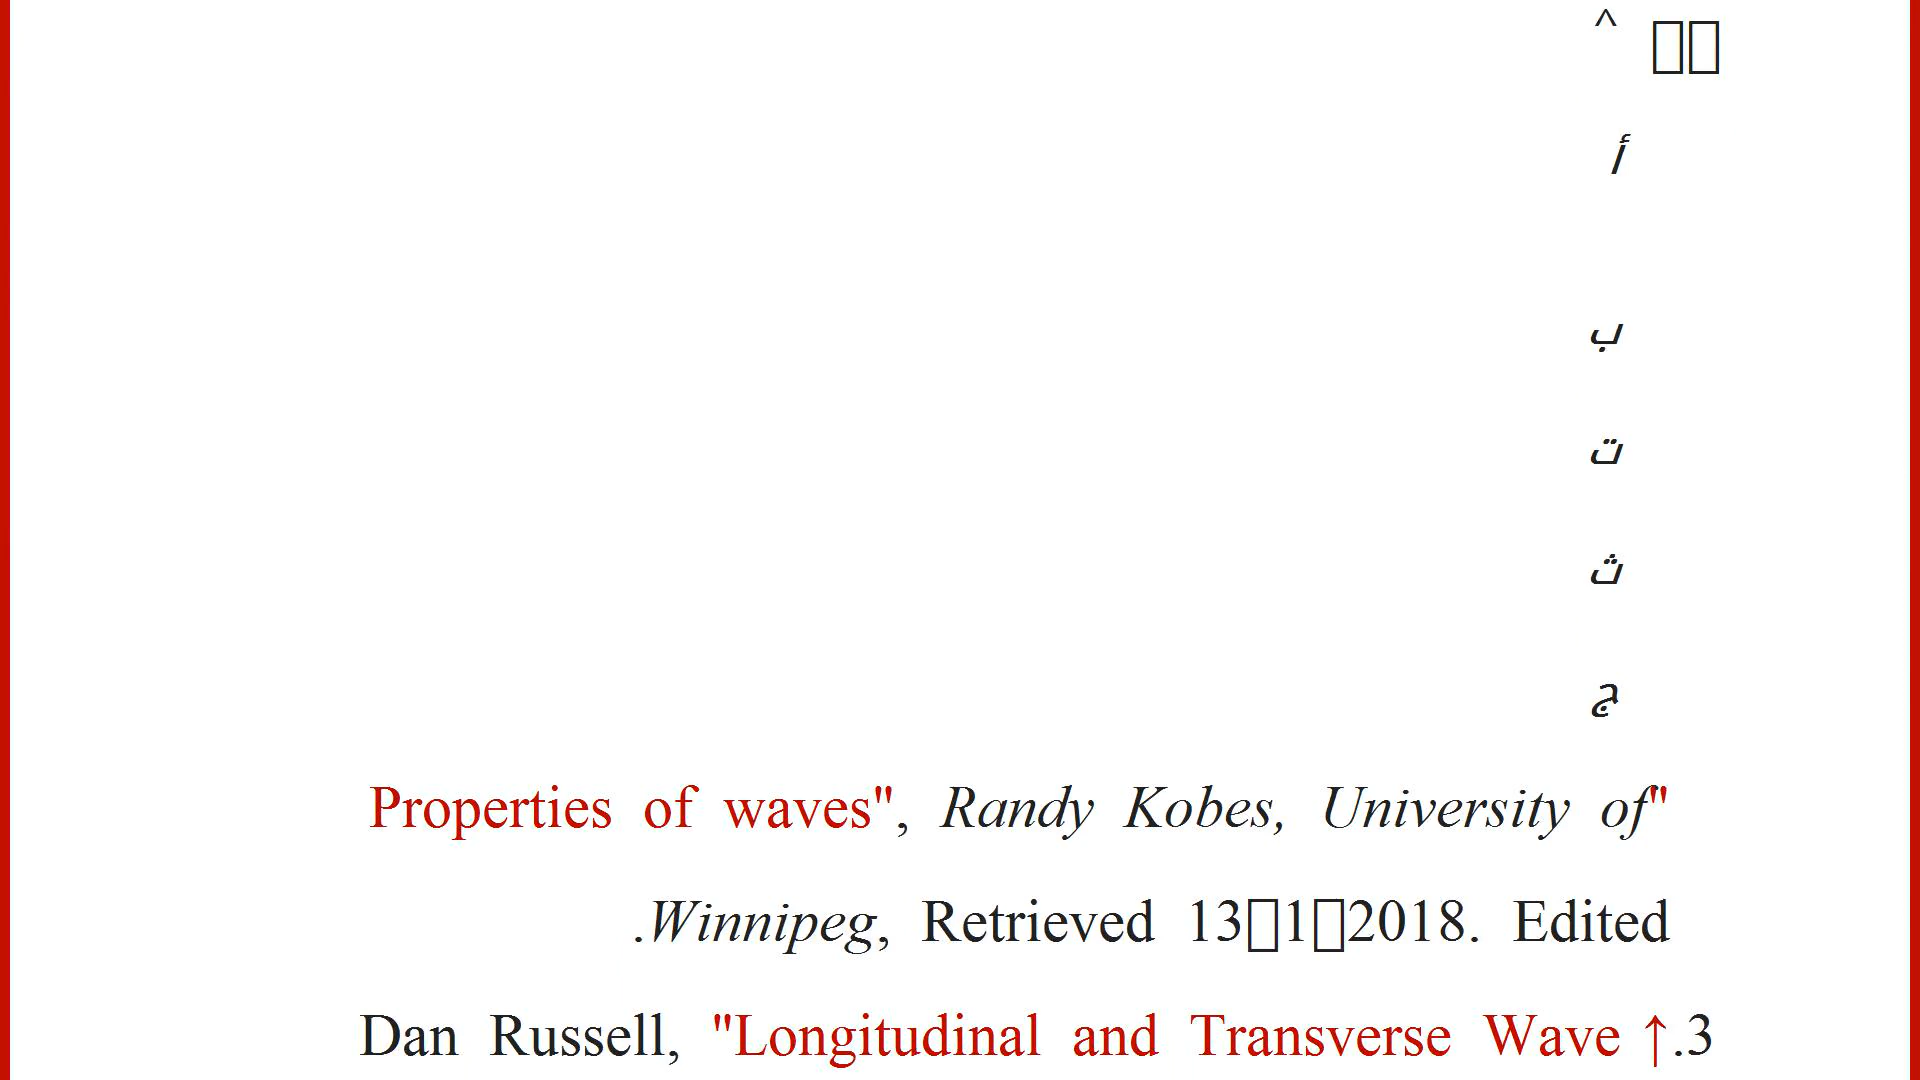 ^
أ
ب
ت
ث
ج
"Properties of waves", Randy Kobes, University of
Winnipeg, Retrieved 13 1 2018. Edited.
3. ↑ Dan Russell, "Longitudinal and Transverse Wave